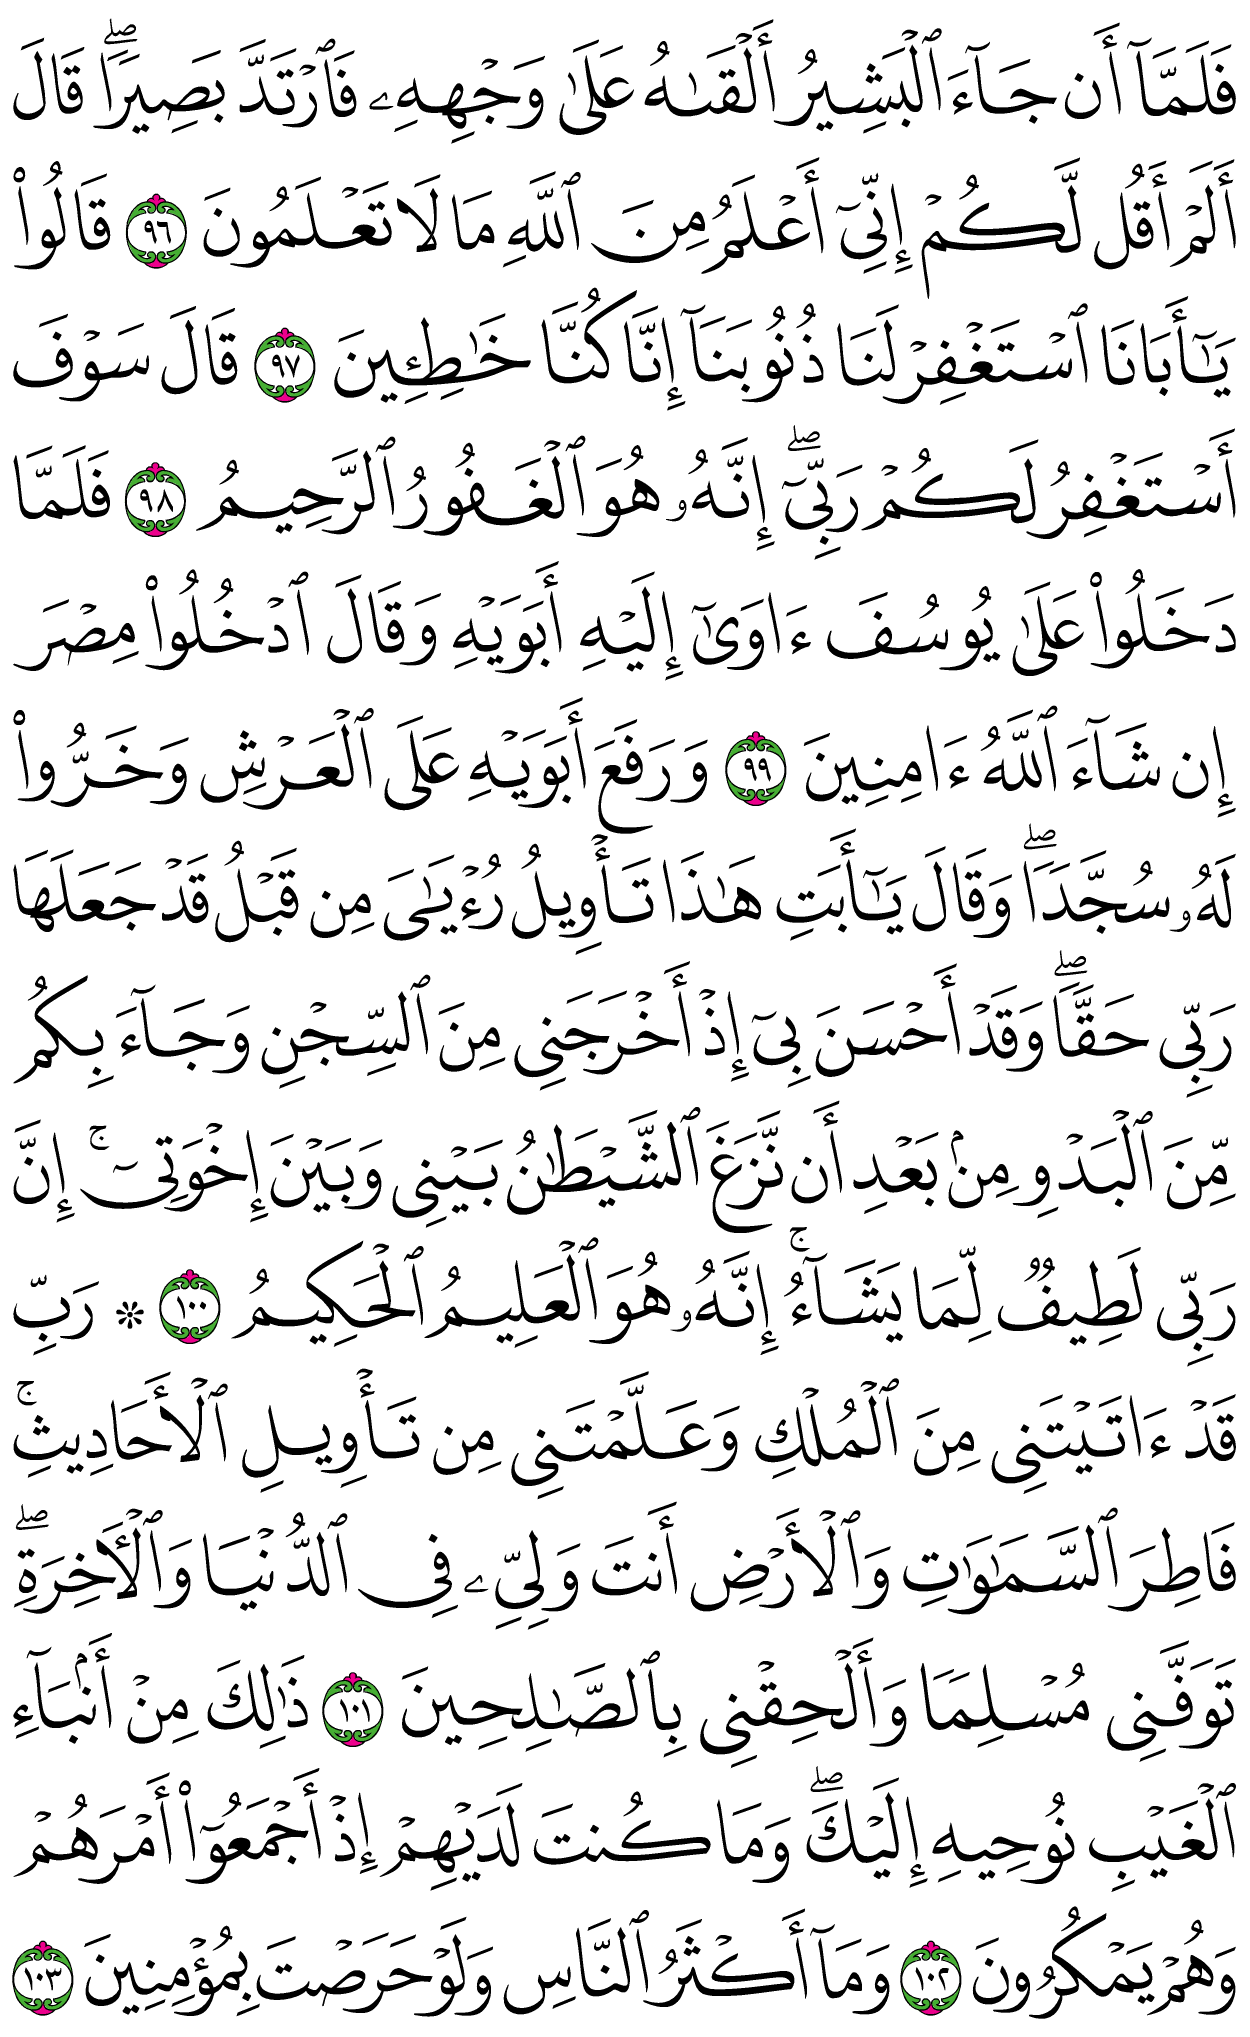 فَلَمَّآ أَن جَآءَ ٱلۡبَشِيرُ أَلۡقَىٰهُ عَلَىٰ وَجۡهِهِۦ فَٱرۡتَدَّ بَصِيرٗاۖ قَالَ
أَلَمۡ أَقُل لَّكُمۡ إِنِّيٓ أَعۡلَمُ مِنَ ٱللَّهِ مَا لَا تَعۡلَمُونَ ٩٦ قَالُواْ
يَٰٓأَبَانَا ٱسۡتَغۡفِرۡ لَنَا ذُنُوبَنَآ إِنَّا كُنَّا خَٰطِـِٔينَ ٩٧ قَالَ سَوۡفَ
أَسۡتَغۡفِرُ لَكُمۡ رَبِّيٓۖ إِنَّهُۥ هُوَ ٱلۡغَفُورُ ٱلرَّحِيمُ ٩٨ فَلَمَّا
دَخَلُواْ عَلَىٰ يُوسُفَ ءَاوَىٰٓ إِلَيۡهِ أَبَوَيۡهِ وَقَالَ ٱدۡخُلُواْ مِصۡرَ
إِن شَآءَ ٱللَّهُ ءَامِنِينَ ٩٩ وَرَفَعَ أَبَوَيۡهِ عَلَى ٱلۡعَرۡشِ وَخَرُّواْ
لَهُۥ سُجَّدٗاۖ وَقَالَ يَٰٓأَبَتِ هَٰذَا تَأۡوِيلُ رُءۡيَٰيَ مِن قَبۡلُ قَدۡ جَعَلَهَا
رَبِّي حَقّٗاۖ وَقَدۡ أَحۡسَنَ بِيٓ إِذۡ أَخۡرَجَنِي مِنَ ٱلسِّجۡنِ وَجَآءَ بِكُم
مِّنَ ٱلۡبَدۡوِ مِنۢ بَعۡدِ أَن نَّزَغَ ٱلشَّيۡطَٰنُ بَيۡنِي وَبَيۡنَ إِخۡوَتِيٓۚ إِنَّ
رَبِّي لَطِيفٞ لِّمَا يَشَآءُۚ إِنَّهُۥ هُوَ ٱلۡعَلِيمُ ٱلۡحَكِيمُ ١٠٠ * رَبِّ
قَدۡ ءَاتَيۡتَنِي مِنَ ٱلۡمُلۡكِ وَعَلَّمۡتَنِي مِن تَأۡوِيلِ ٱلۡأَحَادِيثِۚ
فَاطِرَ ٱلسَّمَٰوَٰتِ وَٱلۡأَرۡضِ أَنتَ وَلِيِّۦ فِي ٱلدُّنۡيَا وَٱلۡأٓخِرَةِۖ
تَوَفَّنِي مُسۡلِمٗا وَأَلۡحِقۡنِي بِٱلصَّٰلِحِينَ ١٠١ ذَٰلِكَ مِنۡ أَنۢبَآءِ
ٱلۡغَيۡبِ نُوحِيهِ إِلَيۡكَۖ وَمَا كُنتَ لَدَيۡهِمۡ إِذۡ أَجۡمَعُوٓاْ أَمۡرَهُمۡ
وَهُمۡ يَمۡكُرُونَ ١٠٢ وَمَآ أَكۡثَرُ ٱلنَّاسِ وَلَوۡ حَرَصۡتَ بِمُؤۡمِنِينَ ١٠٣